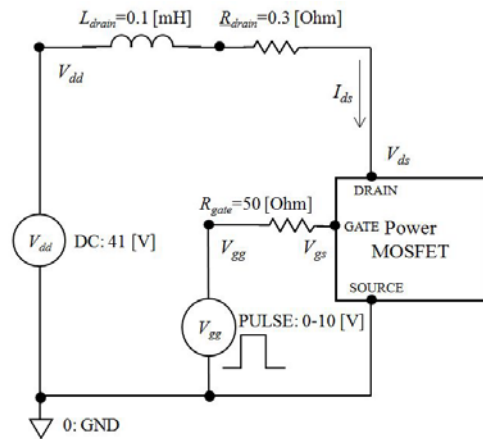 L_drain=0.1 [mH] R_drain=0.3 [Ohm]
V_dd
I_ds
V_ds
DRAIN
R_gate=50 [Ohm]
GATE Power
MOSFET
V_dd DC: 41 [V]
V_gg V_gs
SOURCE
V_gg PULSE: 0-10 [V]
0: GND